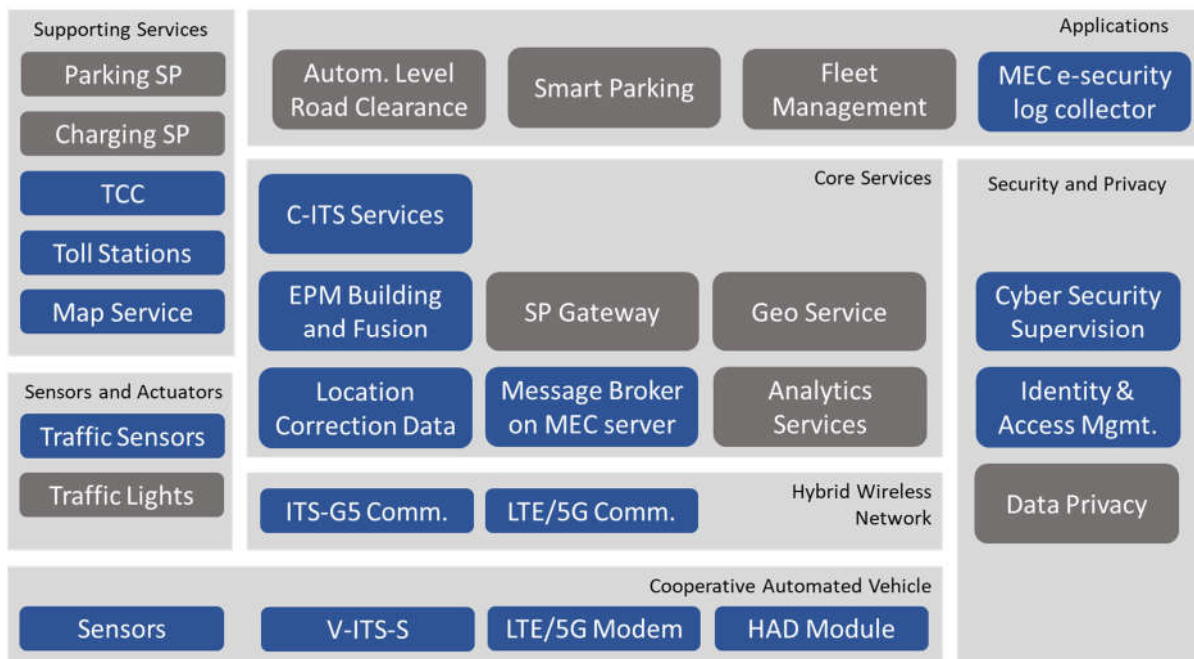 Supporting Services
Parking SP
Charging SP
TCC
Toll Stations
Map Service
Applications
Autom. Level
Road Clearance
Smart Parking
Fleet
Management
MEC e-security
log collector
Core Services
C-ITS Services
EPM Building
and Fusion
SP Gateway
Geo Service
Location
Correction Data
Message Broker
on MEC server
Analytics
Services
Security and Privacy
Cyber Security
Supervision
Identity &
Access Mgmt.
Data Privacy
Sensors and Actuators
Traffic Sensors
Traffic Lights
Hybrid Wireless
Network
ITS-G5 Comm.
LTE/5G Comm.
Cooperative Automated Vehicle
Sensors
V-ITS-S
LTE/5G Modem
HAD Module